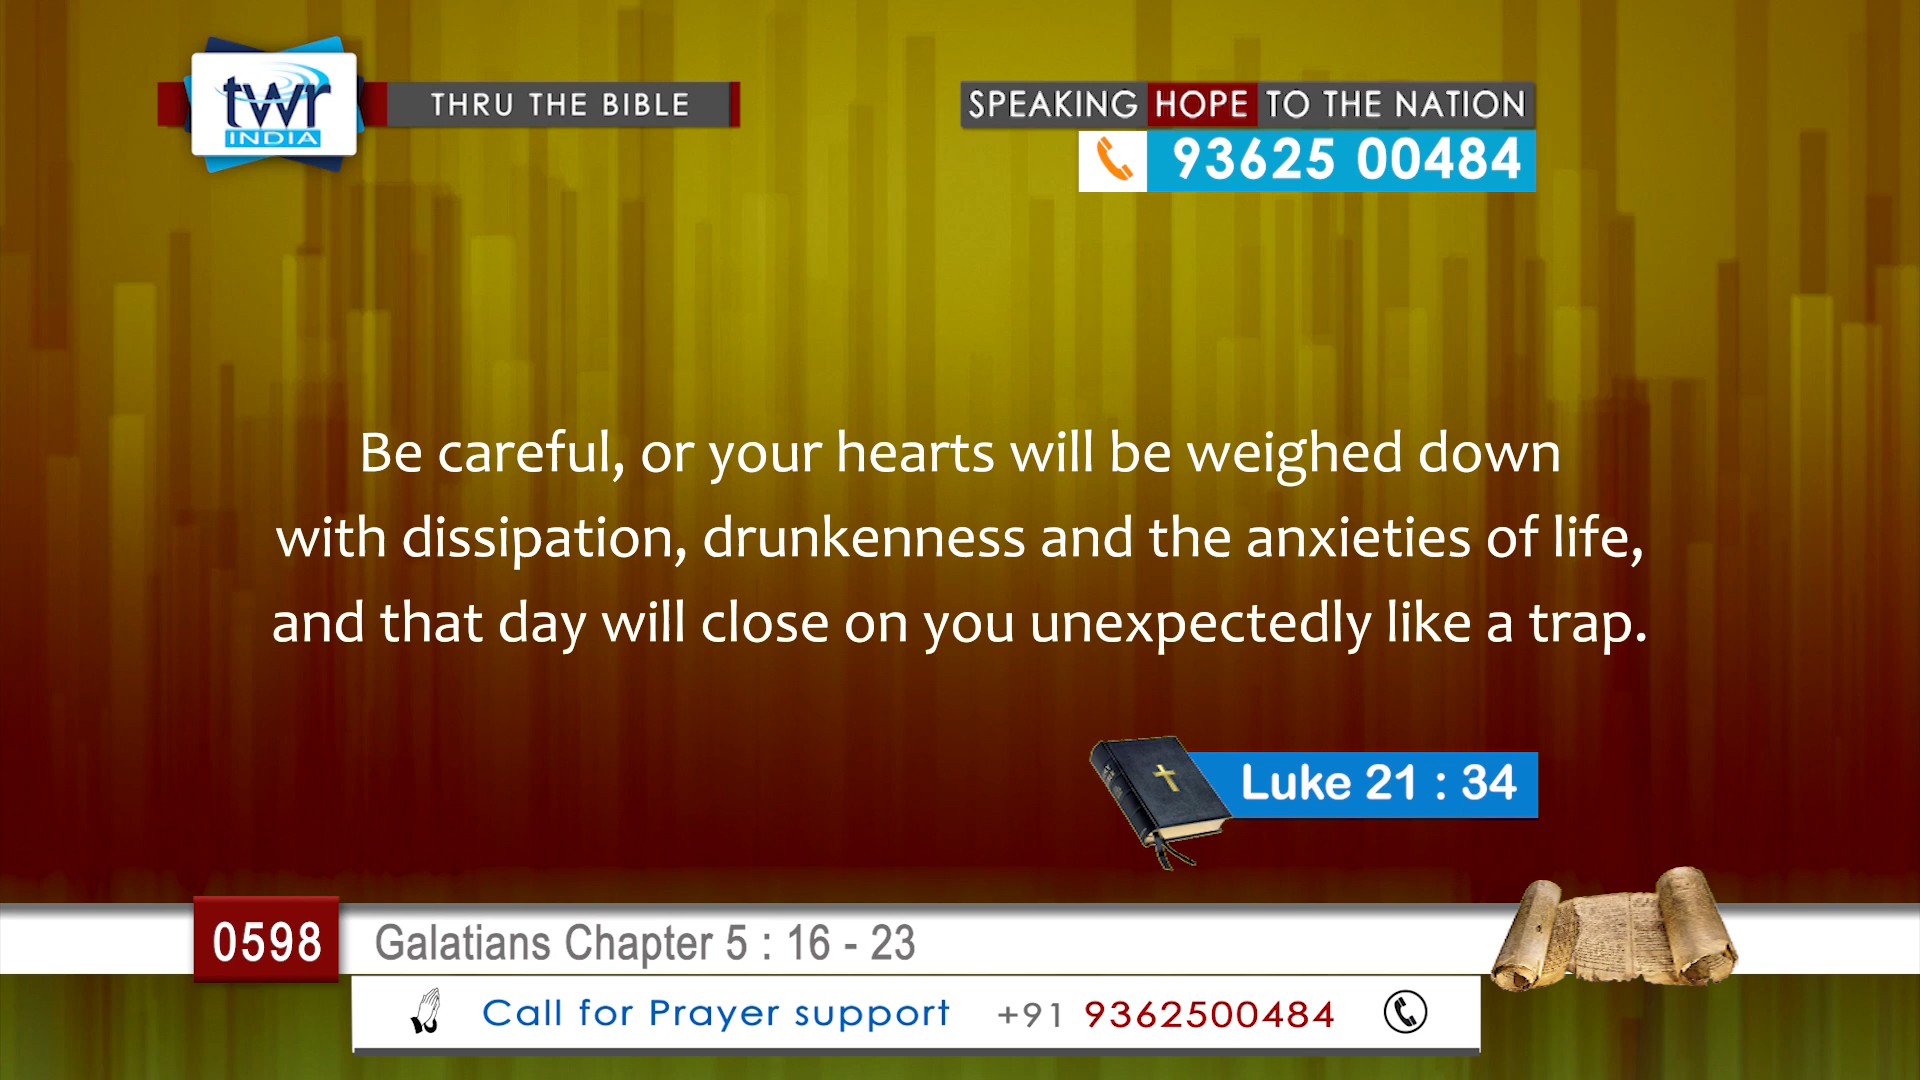 twr
INDIA
THRU THE BIBLE
SPEAKING HOPE TO THE NATION
93625 00484
Be careful, or your hearts will be weighed down
with dissipation, drunkenness and the anxieties of life,
and that day will close on you unexpectedly like a trap.
Luke 21 : 34
0598
Galatians Chapter 5 : 16 - 23
Call for Prayer support +91 9362500484